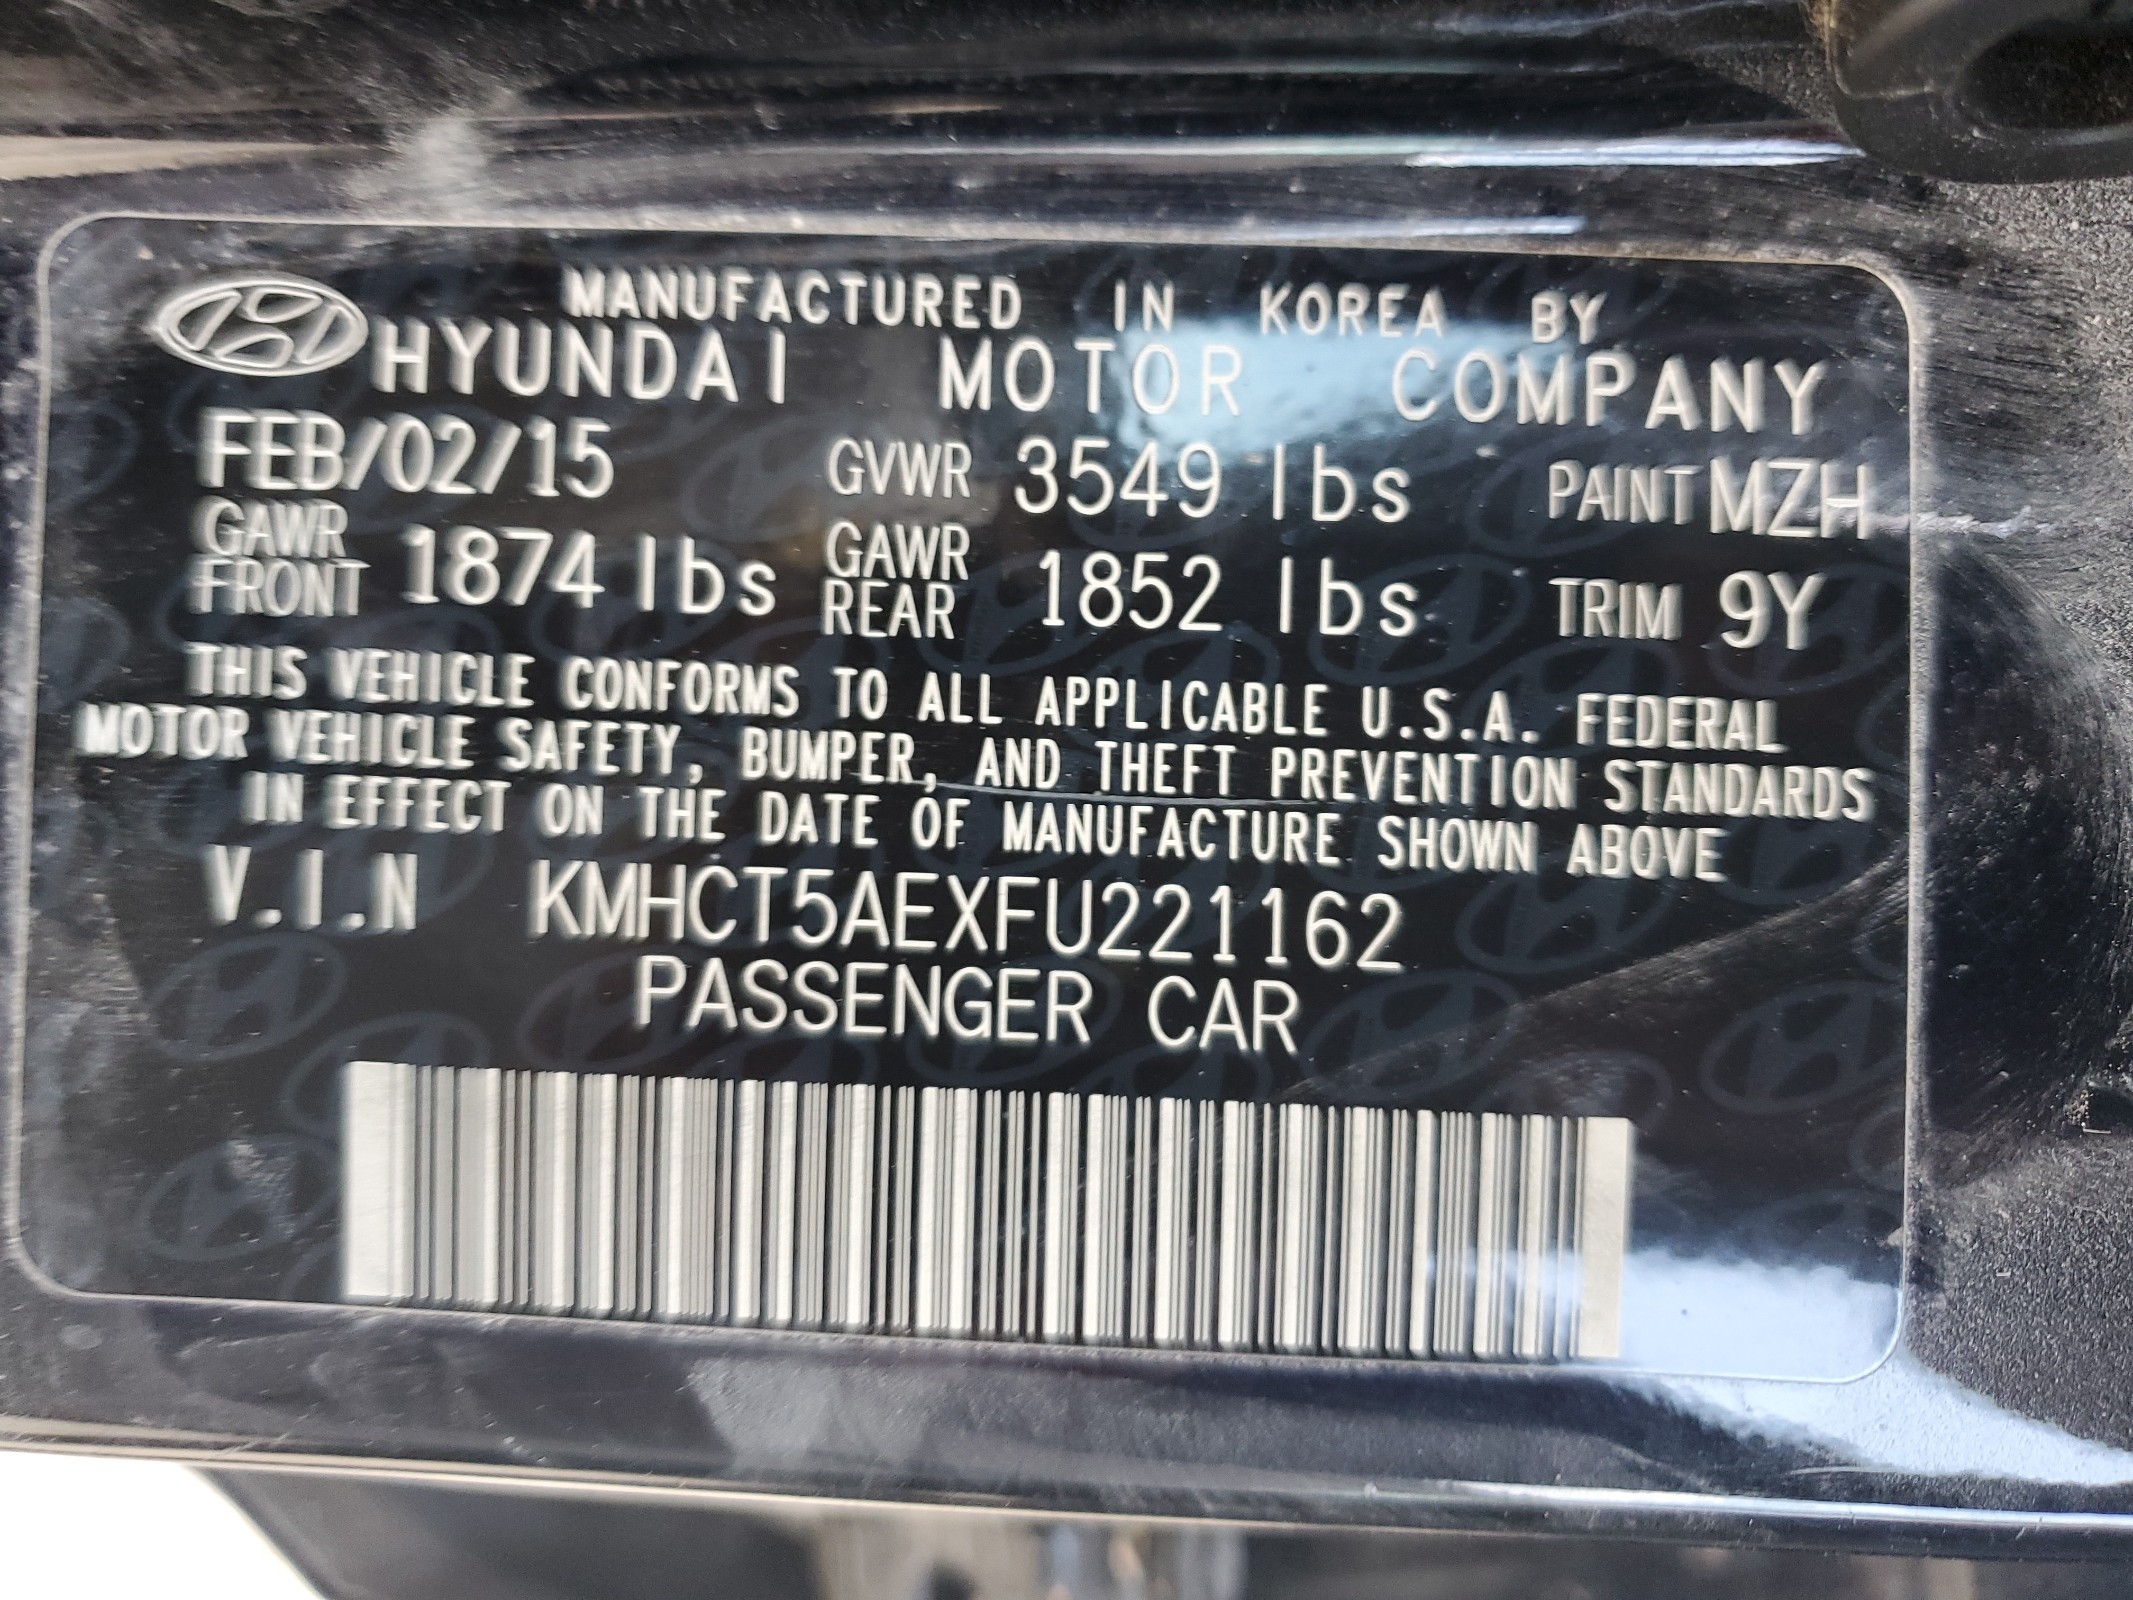 MANUFACTURED IN KOREA BY
HYUNDAI MOTOR COMPANY
FEB/02/15 GVWR 3549 lbs PAINT MZH
GAWR FRONT 1874 lbs GAWR REAR 1852 lbs TRIM 9Y
THIS VEHICLE CONFORMS TO ALL APPLICABLE U.S.A. FEDERAL
MOTOR VEHICLE SAFETY, BUMPER, AND THEFT PREVENTION STANDARDS
IN EFFECT ON THE DATE OF MANUFACTURE SHOWN ABOVE
V.I.N KMHCT5AEXFU221162
PASSENGER CAR